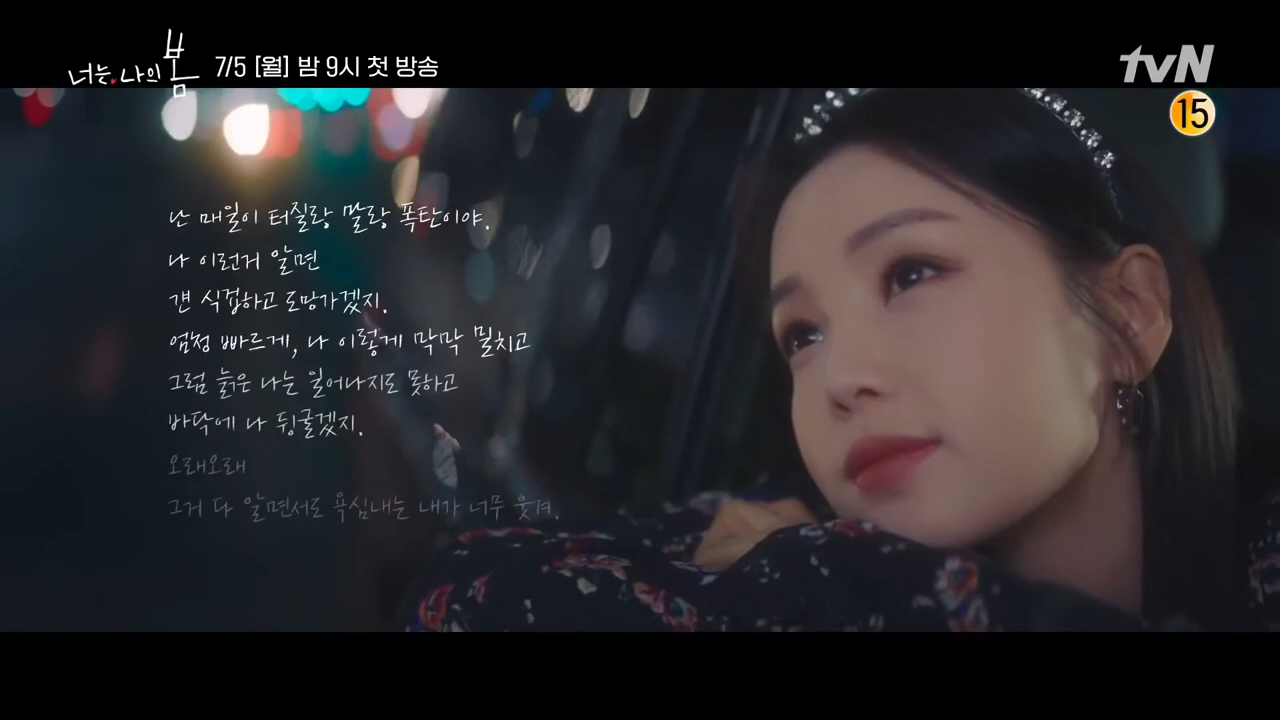 너는 나의 봄
7/5 [월] 밤 9시 첫 방송
tvN
15
난 매일이 터질랑 말랑 폭탄이야.
나 이런거 알면
걘 식겁하고 도망가겠지.
엄청 빠르게, 나 이렇게 막막 밀치고
그럼 늙은 나는 일어나지도 못하고
바닥에 나 뒹굴겠지.
오래오래
그거 다 알면서도 욕심내는 내가 너무 웃겨.